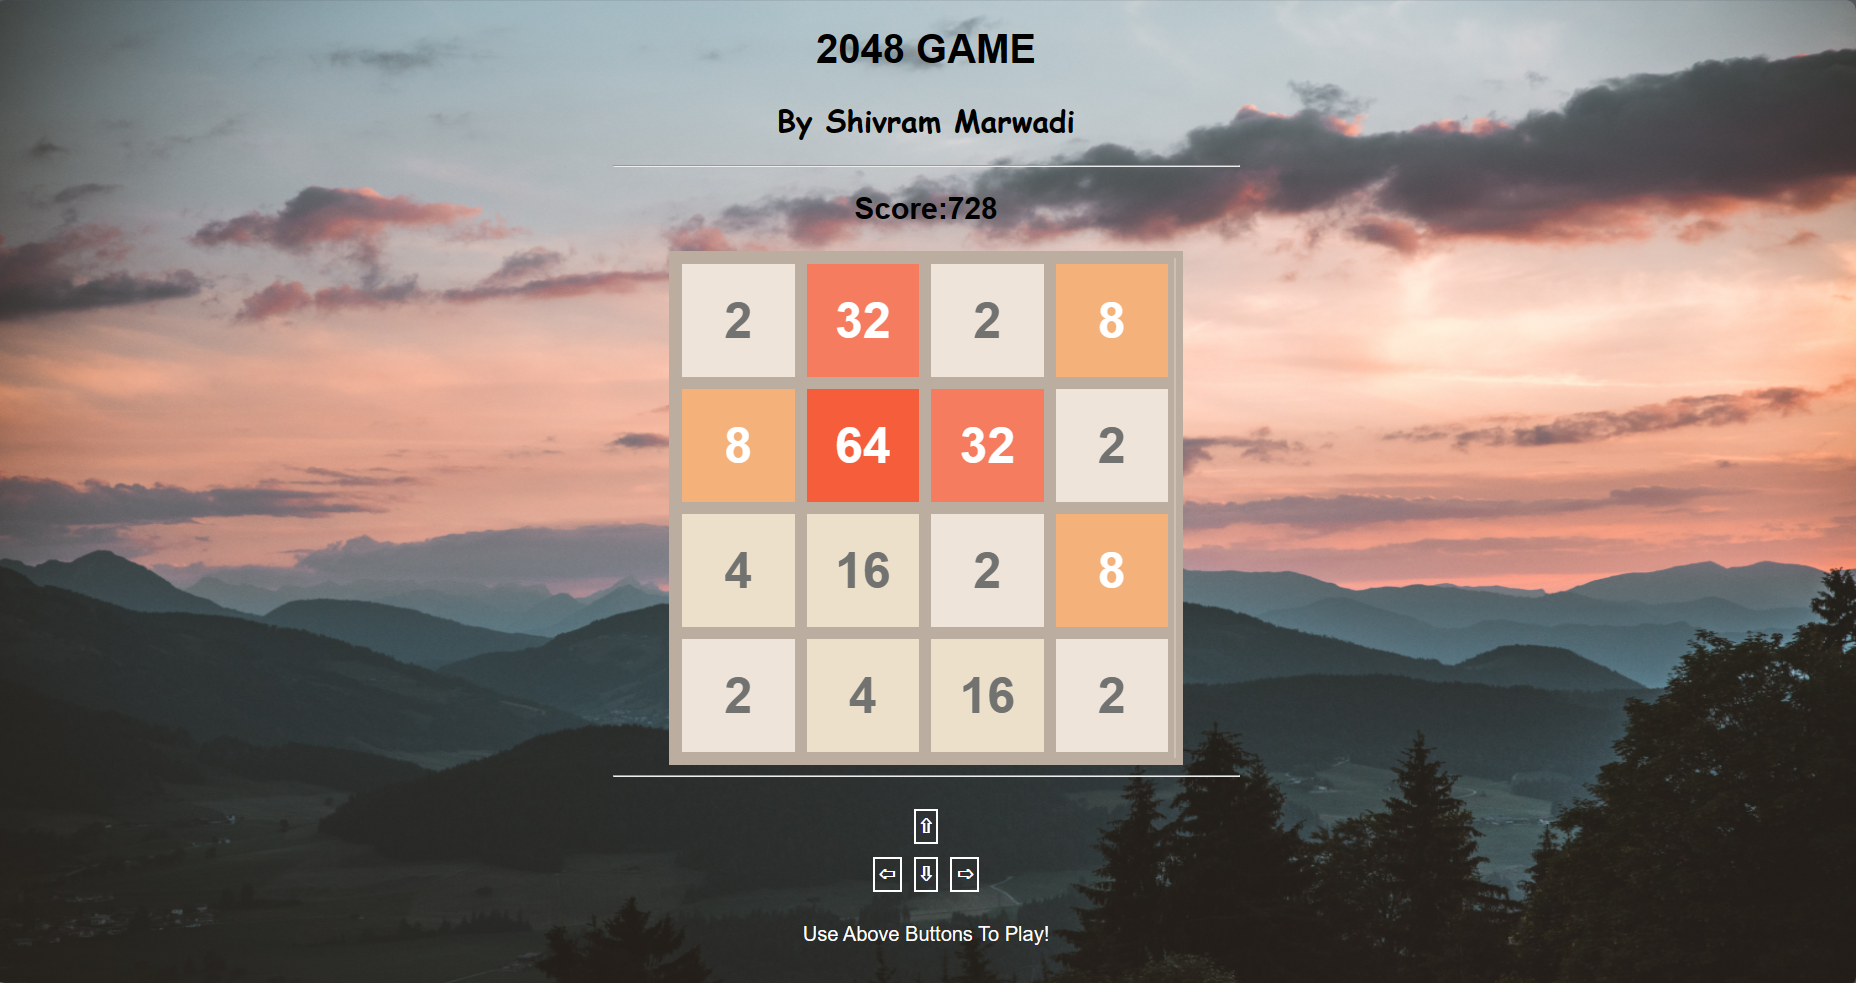 2048 GAME
By Shivram Marwadi
Score:728
2 32 2 8
8 64 32 2
4 16 2 8
2 4 16 2
⇧
⇦ ⇩ ⇨
Use Above Buttons To Play!